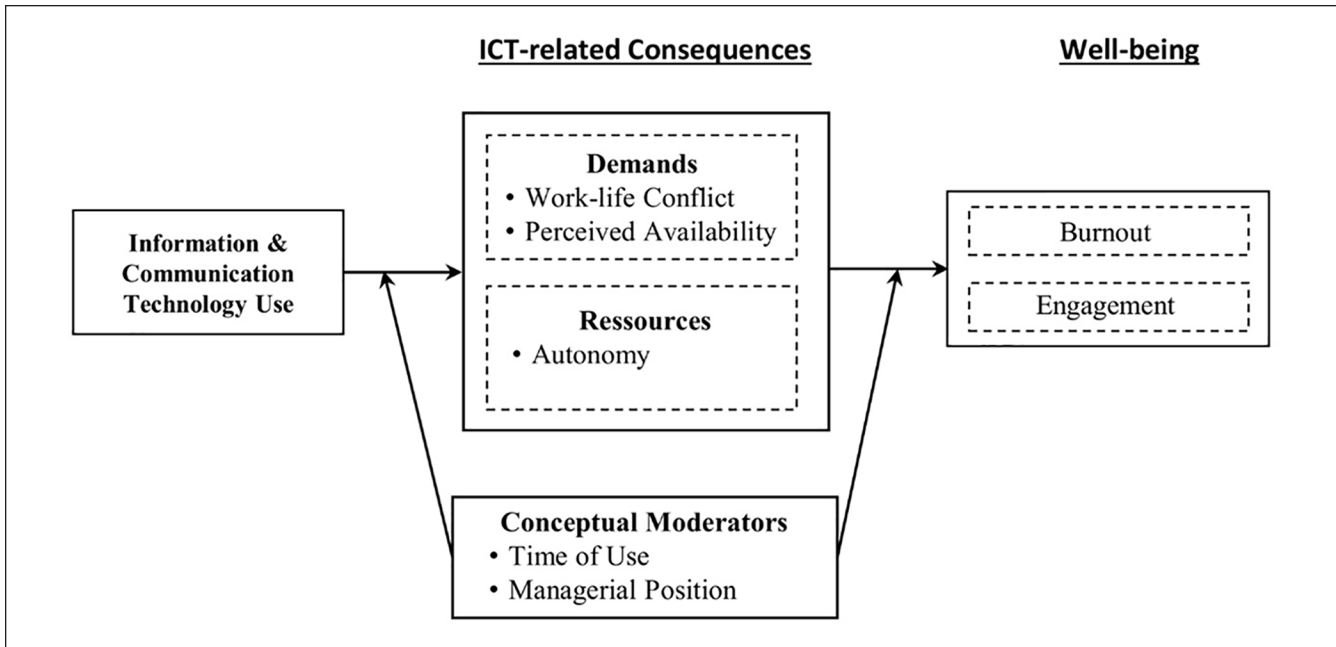 ICT-related Consequences
Well-being
Information &
Communication
Technology Use
Demands
• Work-life Conflict
• Perceived Availability
Ressources
• Autonomy
Burnout
Engagement
Conceptual Moderators
• Time of Use
• Managerial Position